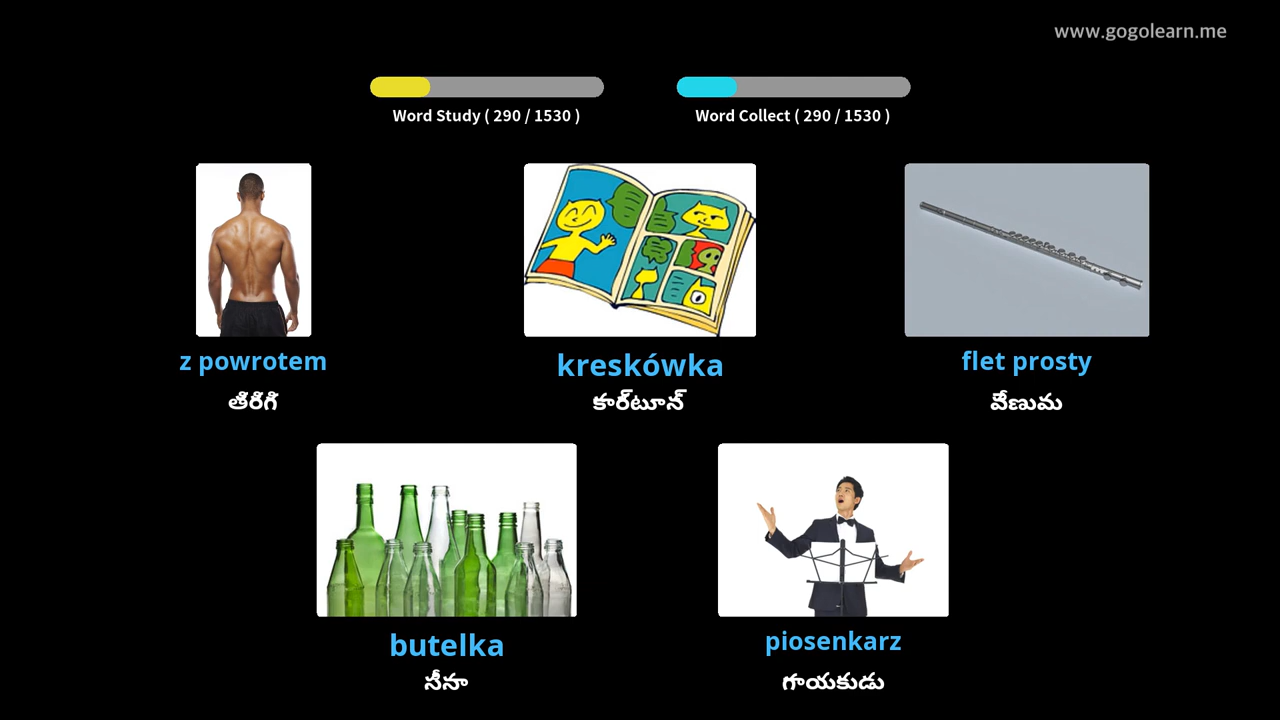 www.gogolearn.me
Word Study ( 290 / 1530 )
Word Collect ( 290 / 1530 )
z powrotem
తిరిగి
kreskówka
కార్టూన్
flet prosty
వేణుమ
butelka
సీసా
piosenkarz
గాయకుడు